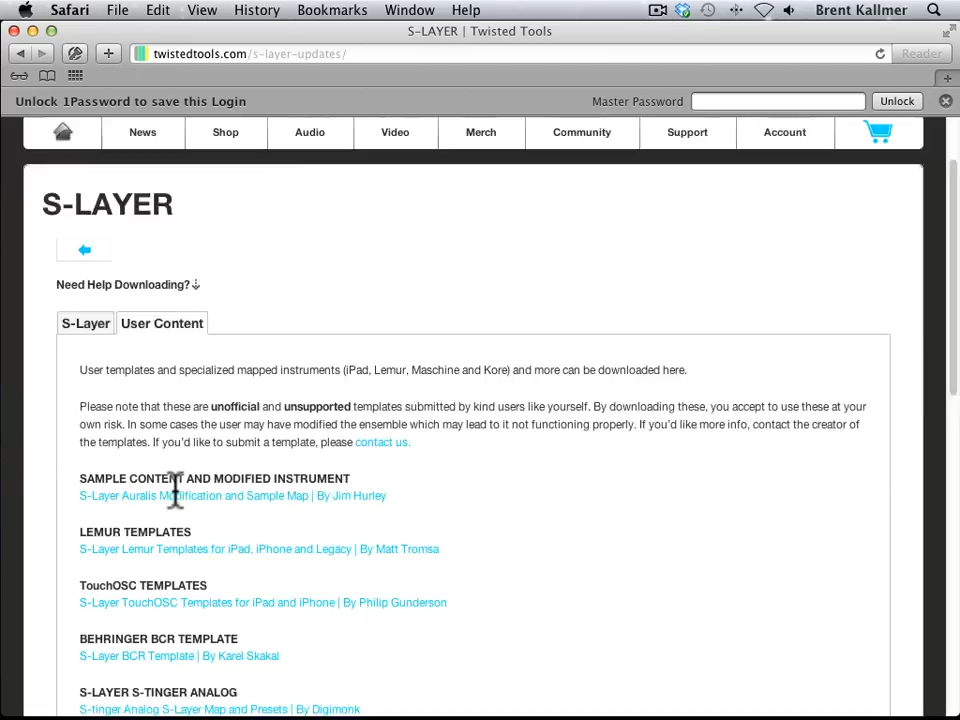 Safari File Edit View History Bookmarks Window Help Brent Kallmer
S-LAYER | Twisted Tools
twistedtools.com/s-layer-updates/ Reader
Unlock 1Password to save this Login Master Password Unlock
News Shop Audio Video Merch Community Support Account
S-LAYER
Need Help Downloading?
S-Layer User Content
User templates and specialized mapped instruments (iPad, Lemur, Maschine and Kore) and more can be downloaded here.
Please note that these are unofficial and unsupported templates submitted by kind users like yourself. By downloading these, you accept to use these at your
own risk. In some cases the user may have modified the ensemble which may lead to it not functioning properly. If you'd like more info, contact the creator of
the templates. If you'd like to submit a template, please contact us.
SAMPLE CONTENT AND MODIFIED INSTRUMENT
S-Layer Auralis Modification and Sample Map | By Jim Hurley
LEMUR TEMPLATES
S-Layer Lemur Templates for iPad, iPhone and Legacy | By Matt Tromsa
TouchOSC TEMPLATES
S-Layer TouchOSC Templates for iPad and iPhone | By Philip Gunderson
BEHRINGER BCR TEMPLATE
S-Layer BCR Template | By Karel Skakal
S-LAYER S-TINGER ANALOG
S-tinger Analog S-Layer Map and Presets | By Digimonk